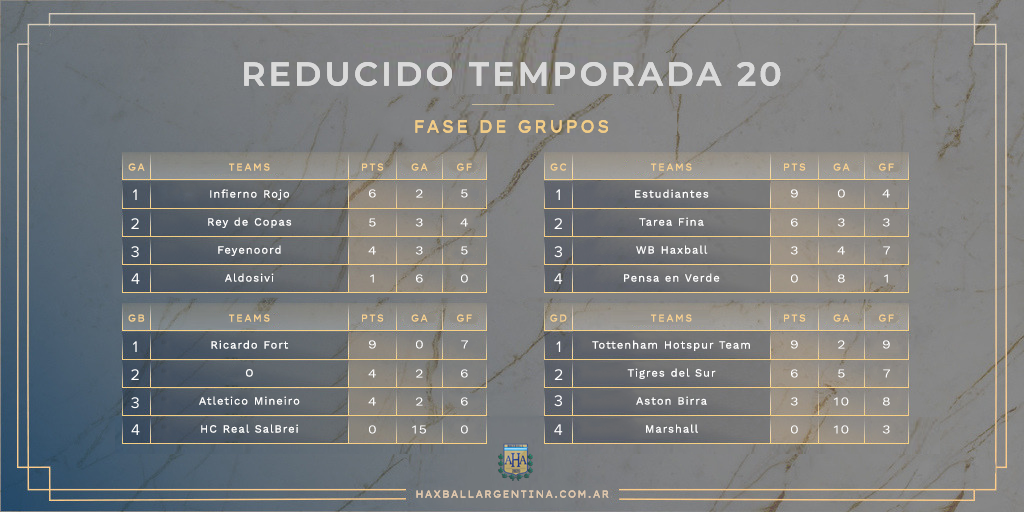 REDUCIDO TEMPORADA 20
FASE DE GRUPOS
GA TEAMS PTS GA GF
1 Infierno Rojo 6 2 5
2 Rey de Copas 5 3 4
3 Feyenoord 4 3 5
4 Aldosivi 1 6 0
GB TEAMS PTS GA GF
1 Ricardo Fort 9 0 7
2 O 4 2 6
3 Atletico Mineiro 4 2 6
4 HC Real SalBrei 0 15 0
GC TEAMS PTS GA GF
1 Estudiantes 9 0 4
2 Tarea Fina 6 3 3
3 WB Haxball 3 4 7
4 Pensa en Verde 0 8 1
GD TEAMS PTS GA GF
1 Tottenham Hotspur Team 9 2 9
2 Tigres del Sur 6 5 7
3 Aston Birra 3 10 8
4 Marshall 0 10 3
AHA
HAXBALLARGENTINA.COM.AR